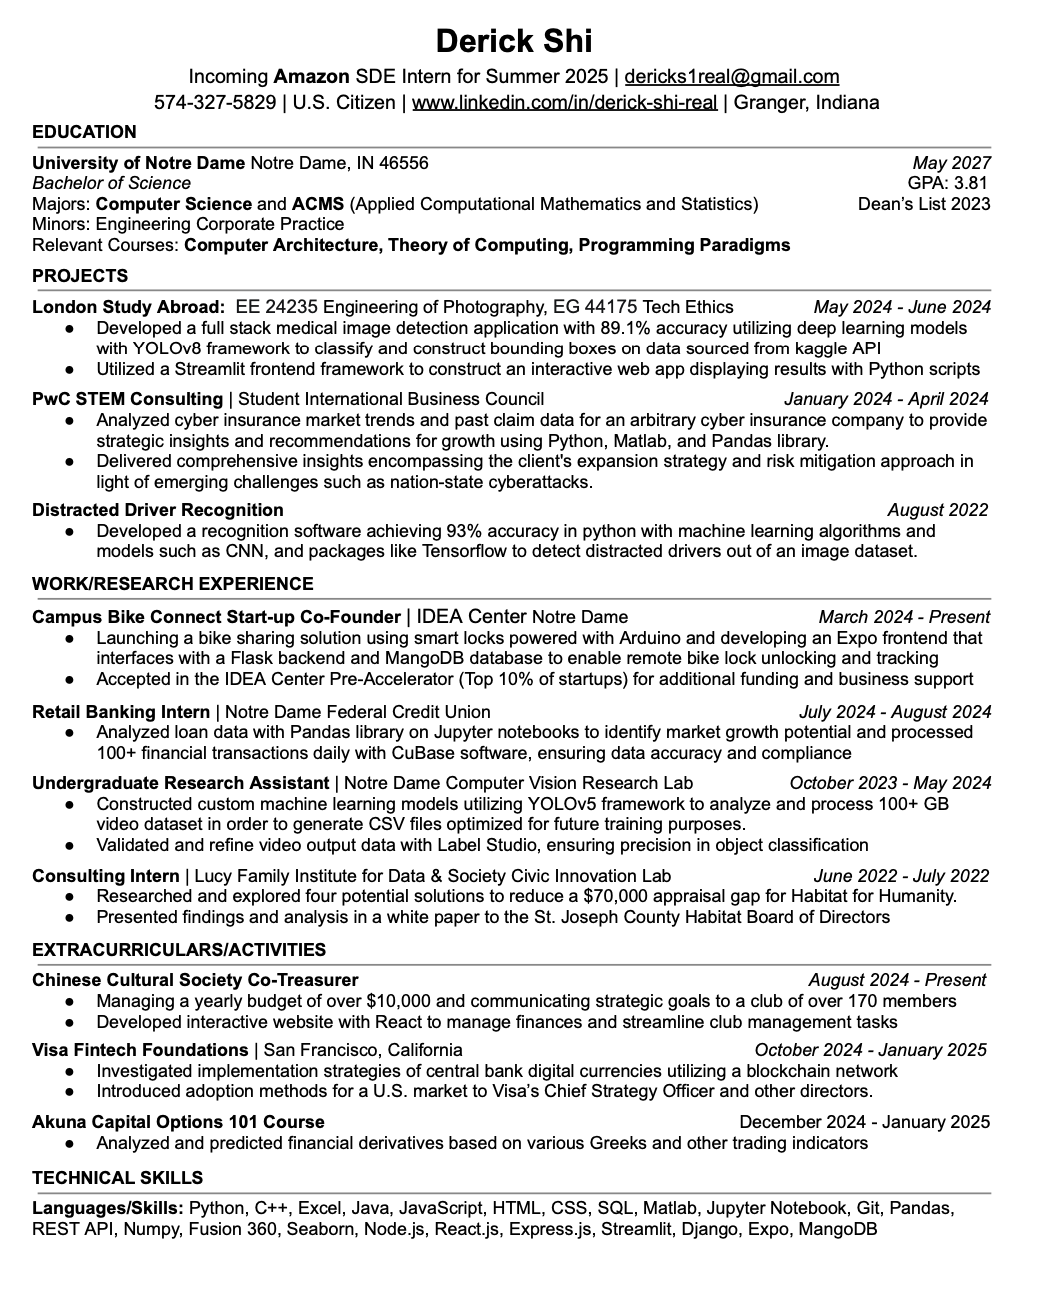 Derick Shi
Incoming Amazon SDE Intern for Summer 2025 | dericks1real@gmail.com
574-327-5829 | U.S. Citizen | www.linkedin.com/in/derick-shi-real | Granger, Indiana
EDUCATION
University of Notre Dame Notre Dame, IN 46556 May 2027
Bachelor of Science GPA: 3.81
Majors: Computer Science and ACMS (Applied Computational Mathematics and Statistics) Dean's List 2023
Minors: Engineering Corporate Practice
Relevant Courses: Computer Architecture, Theory of Computing, Programming Paradigms
PROJECTS
London Study Abroad: EE 24235 Engineering of Photography, EG 44175 Tech Ethics May 2024 - June 2024
● Developed a full stack medical image detection application with 89.1% accuracy utilizing deep learning models
with YOLOv8 framework to classify and construct bounding boxes on data sourced from kaggle API
● Utilized a Streamlit frontend framework to construct an interactive web app displaying results with Python scripts
PwC STEM Consulting | Student International Business Council January 2024 - April 2024
● Analyzed cyber insurance market trends and past claim data for an arbitrary cyber insurance company to provide
strategic insights and recommendations for growth using Python, Matlab, and Pandas library.
● Delivered comprehensive insights encompassing the client's expansion strategy and risk mitigation approach in
light of emerging challenges such as nation-state cyberattacks.
Distracted Driver Recognition August 2022
● Developed a recognition software achieving 93% accuracy in python with machine learning algorithms and
models such as CNN, and packages like Tensorflow to detect distracted drivers out of an image dataset.
WORK/RESEARCH EXPERIENCE
Campus Bike Connect Start-up Co-Founder | IDEA Center Notre Dame March 2024 - Present
● Launching a bike sharing solution using smart locks powered with Arduino and developing an Expo frontend that
interfaces with a Flask backend and MangoDB database to enable remote bike lock unlocking and tracking
● Accepted in the IDEA Center Pre-Accelerator (Top 10% of startups) for additional funding and business support
Retail Banking Intern | Notre Dame Federal Credit Union July 2024 - August 2024
● Analyzed loan data with Pandas library on Jupyter notebooks to identify market growth potential and processed
100+ financial transactions daily with CuBase software, ensuring data accuracy and compliance
Undergraduate Research Assistant | Notre Dame Computer Vision Research Lab October 2023 - May 2024
● Constructed custom machine learning models utilizing YOLOv5 framework to analyze and process 100+ GB
video dataset in order to generate CSV files optimized for future training purposes.
● Validated and refine video output data with Label Studio, ensuring precision in object classification
Consulting Intern | Lucy Family Institute for Data & Society Civic Innovation Lab June 2022 - July 2022
● Researched and explored four potential solutions to reduce a $70,000 appraisal gap for Habitat for Humanity.
● Presented findings and analysis in a white paper to the St. Joseph County Habitat Board of Directors
EXTRACURRICULARS/ACTIVITIES
Chinese Cultural Society Co-Treasurer August 2024 - Present
● Managing a yearly budget of over $10,000 and communicating strategic goals to a club of over 170 members
● Developed interactive website with React to manage finances and streamline club management tasks
Visa Fintech Foundations | San Francisco, California October 2024 - January 2025
● Investigated implementation strategies of central bank digital currencies utilizing a blockchain network
● Introduced adoption methods for a U.S. market to Visa's Chief Strategy Officer and other directors.
Akuna Capital Options 101 Course December 2024 - January 2025
● Analyzed and predicted financial derivatives based on various Greeks and other trading indicators
TECHNICAL SKILLS
Languages/Skills: Python, C++, Excel, Java, JavaScript, HTML, CSS, SQL, Matlab, Jupyter Notebook, Git, Pandas,
REST API, Numpy, Fusion 360, Seaborn, Node.js, React.js, Express.js, Streamlit, Django, Expo, MangoDB